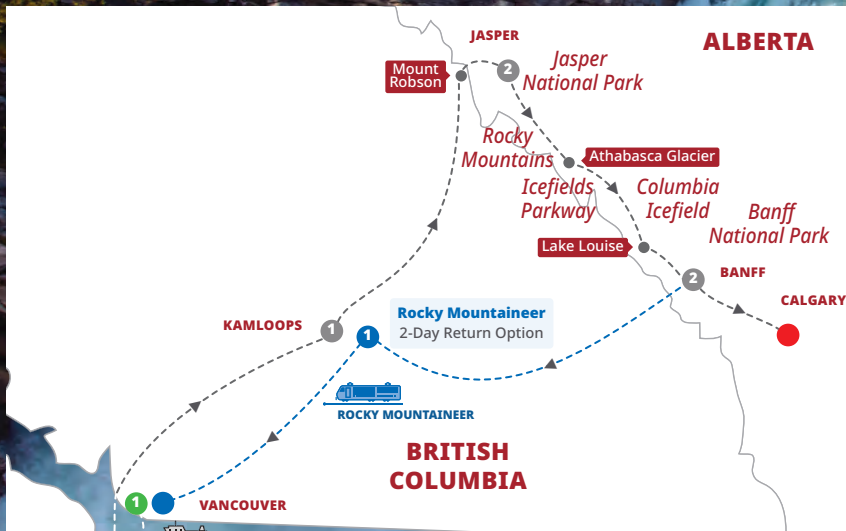 JASPER
ALBERTA
Mount
Robson
2
Jasper
National Park
Rocky
Mountains
Athabasca Glacier
Icefields
Parkway
Columbia
Icefield
Banff
National Park
Lake Louise
2
BANFF
CALGARY
KAMLOOPS
1
1
Rocky Mountaineer
2-Day Return Option
ROCKY MOUNTAINEER
BRITISH
COLUMBIA
1
VANCOUVER